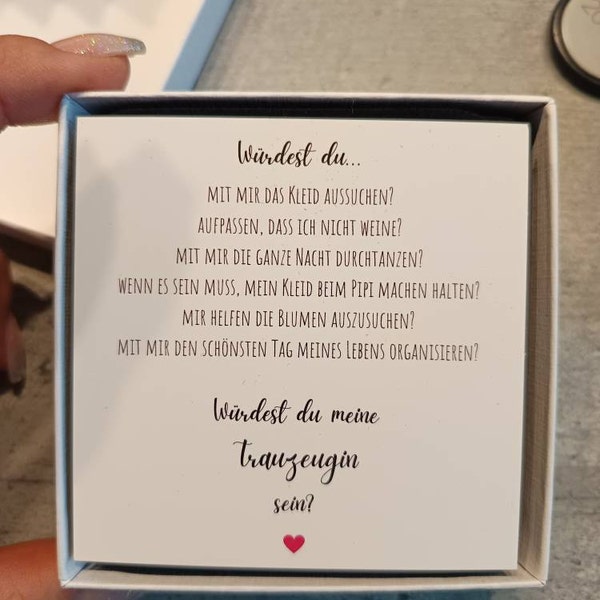 Würdest du...
mit mir das Kleid aussuchen?
aufpassen, dass ich nicht weine?
mit mir die ganze Nacht durchtanzen?
wenn es sein muss, mein Kleid beim Pipi machen halten?
mir helfen die Blumen auszusuchen?
mit mir den schönsten Tag meines Lebens organisieren?
Würdest du meine
Trauzeugin
sein?